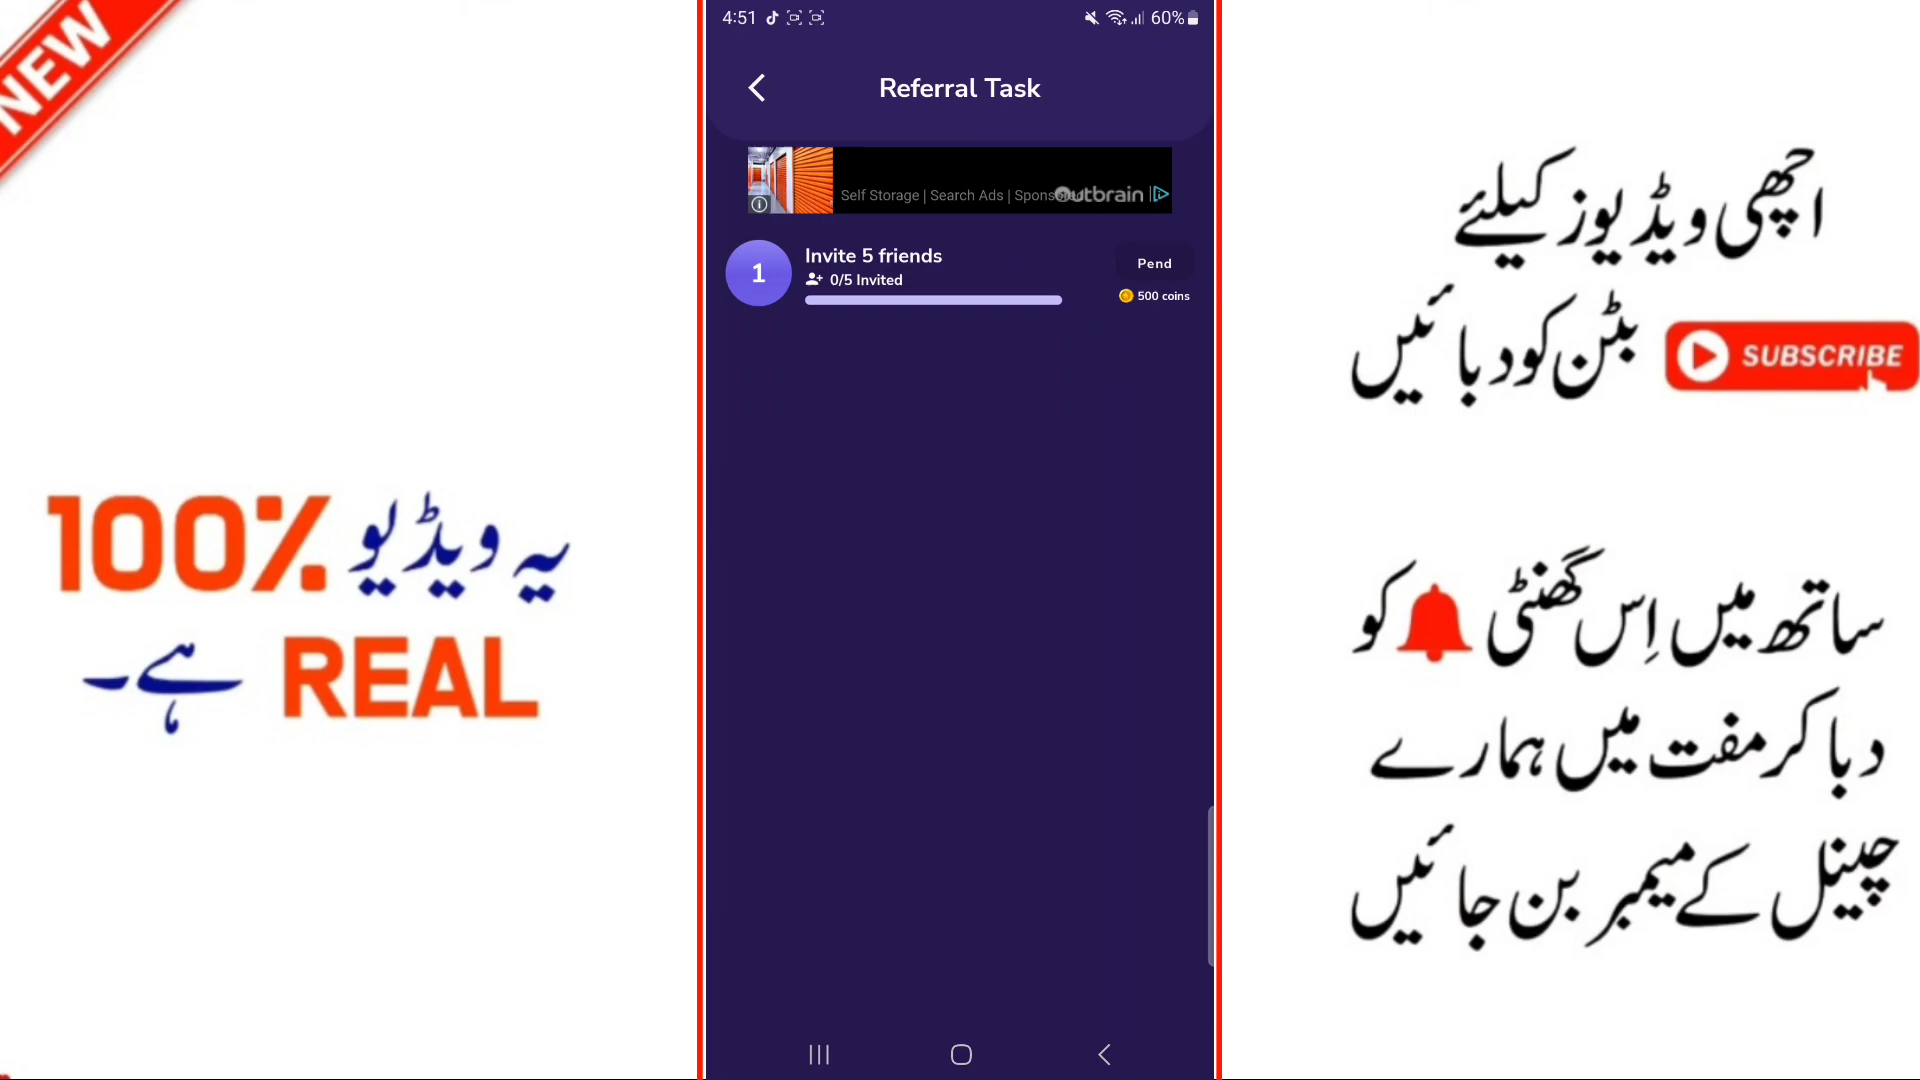 NEW
یہ ویڈیو 100%
REAL ہے۔
4:51
60%
Referral Task
Self Storage | Search Ads | Spons
Outbrain
1
Invite 5 friends
0/5 Invited
Pend
500 coins
اچھی ویڈیوز کیلئے
SUBSCRIBE بٹن کو دبائیں
ساتھ میں اِس گھنٹی کو
دبا کر مفت میں ہمارے
چینل کے میمبر بن جائیں